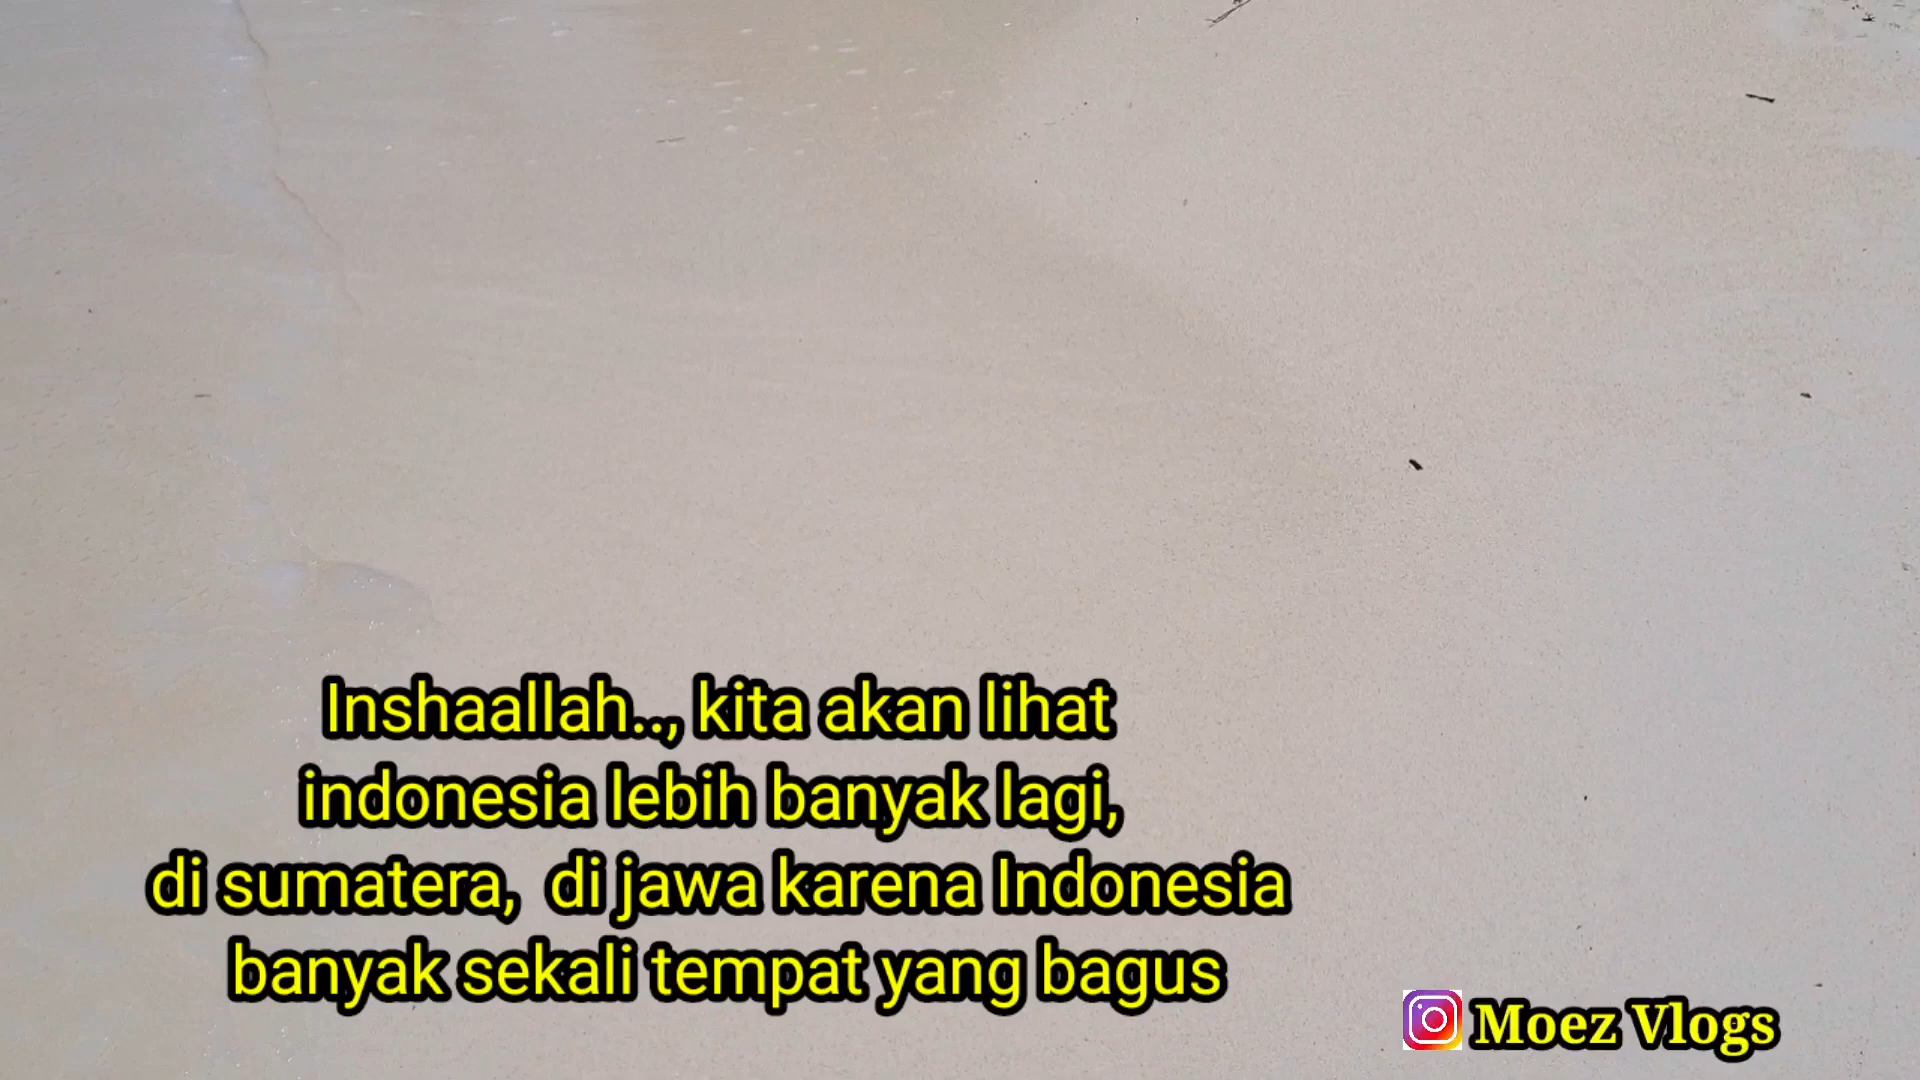 Inshaallah.., kita akan lihat
indonesia lebih banyak lagi,
di sumatera,  di jawa karena Indonesia
banyak sekali tempat yang bagus
Moez Vlogs